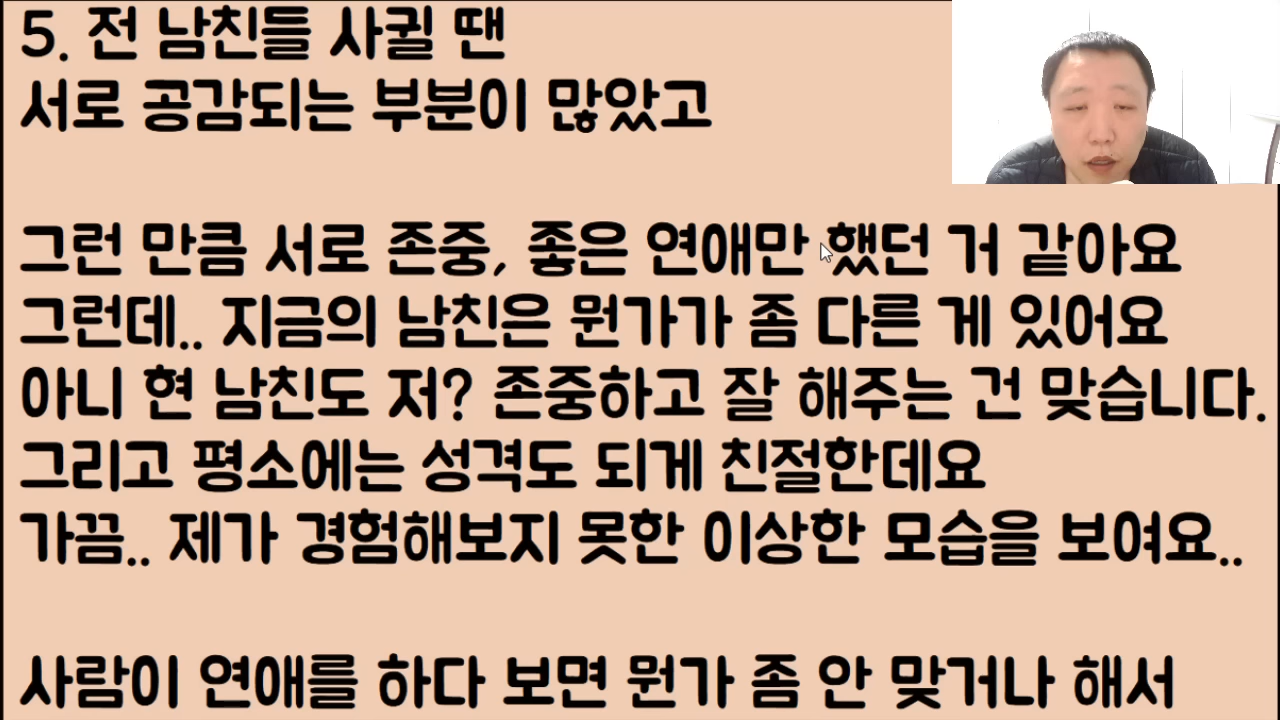 5. 전 남친들 사귈 땐
서로 공감되는 부분이 많았고
그런 만큼 서로 존중, 좋은 연애만 했던 거 같아요
그런데.. 지금의 남친은 뭔가가 좀 다른 게 있어요
아니 현 남친도 저? 존중하고 잘 해주는 건 맞습니다.
그리고 평소에는 성격도 되게 친절한데요
가끔.. 제가 경험해보지 못한 이상한 모습을 보여요..
사람이 연애를 하다 보면 뭔가 좀 안 맞거나 해서